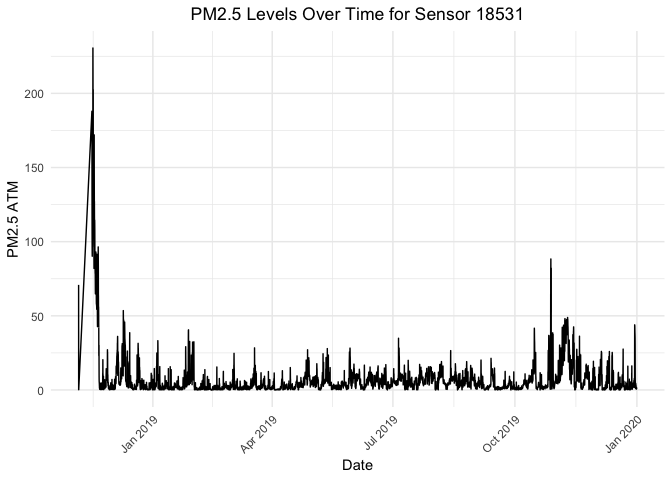 PM2.5 Levels Over Time for Sensor 18531
PM2.5 ATM
200
150
100
50
0
Jan 2019
Apr 2019
Jul 2019
Oct 2019
Jan 2020
Date